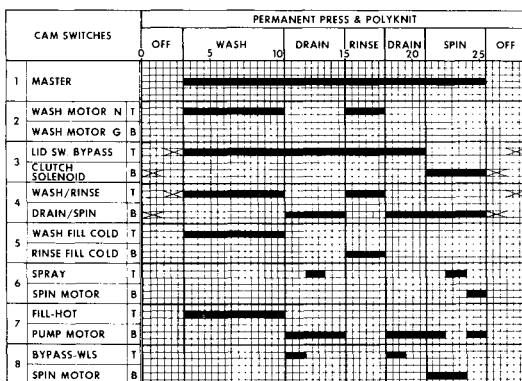 CAM SWITCHES
PERMANENT PRESS & POLYKNIT
OFF WASH DRAIN RINSE DRAIN SPIN OFF
0 5 10 15 20 25
1 MASTER
2 WASH MOTOR N T
WASH MOTOR G B
3 LID SW. BYPASS T
CLUTCH SOLENOID B
4 WASH/RINSE T
DRAIN/SPIN B
5 WASH FILL COLD T
RINSE FILL COLD B
6 SPRAY T
SPIN MOTOR B
7 FILL-HOT T
PUMP MOTOR B
8 BYPASS-WLS T
SPIN MOTOR B